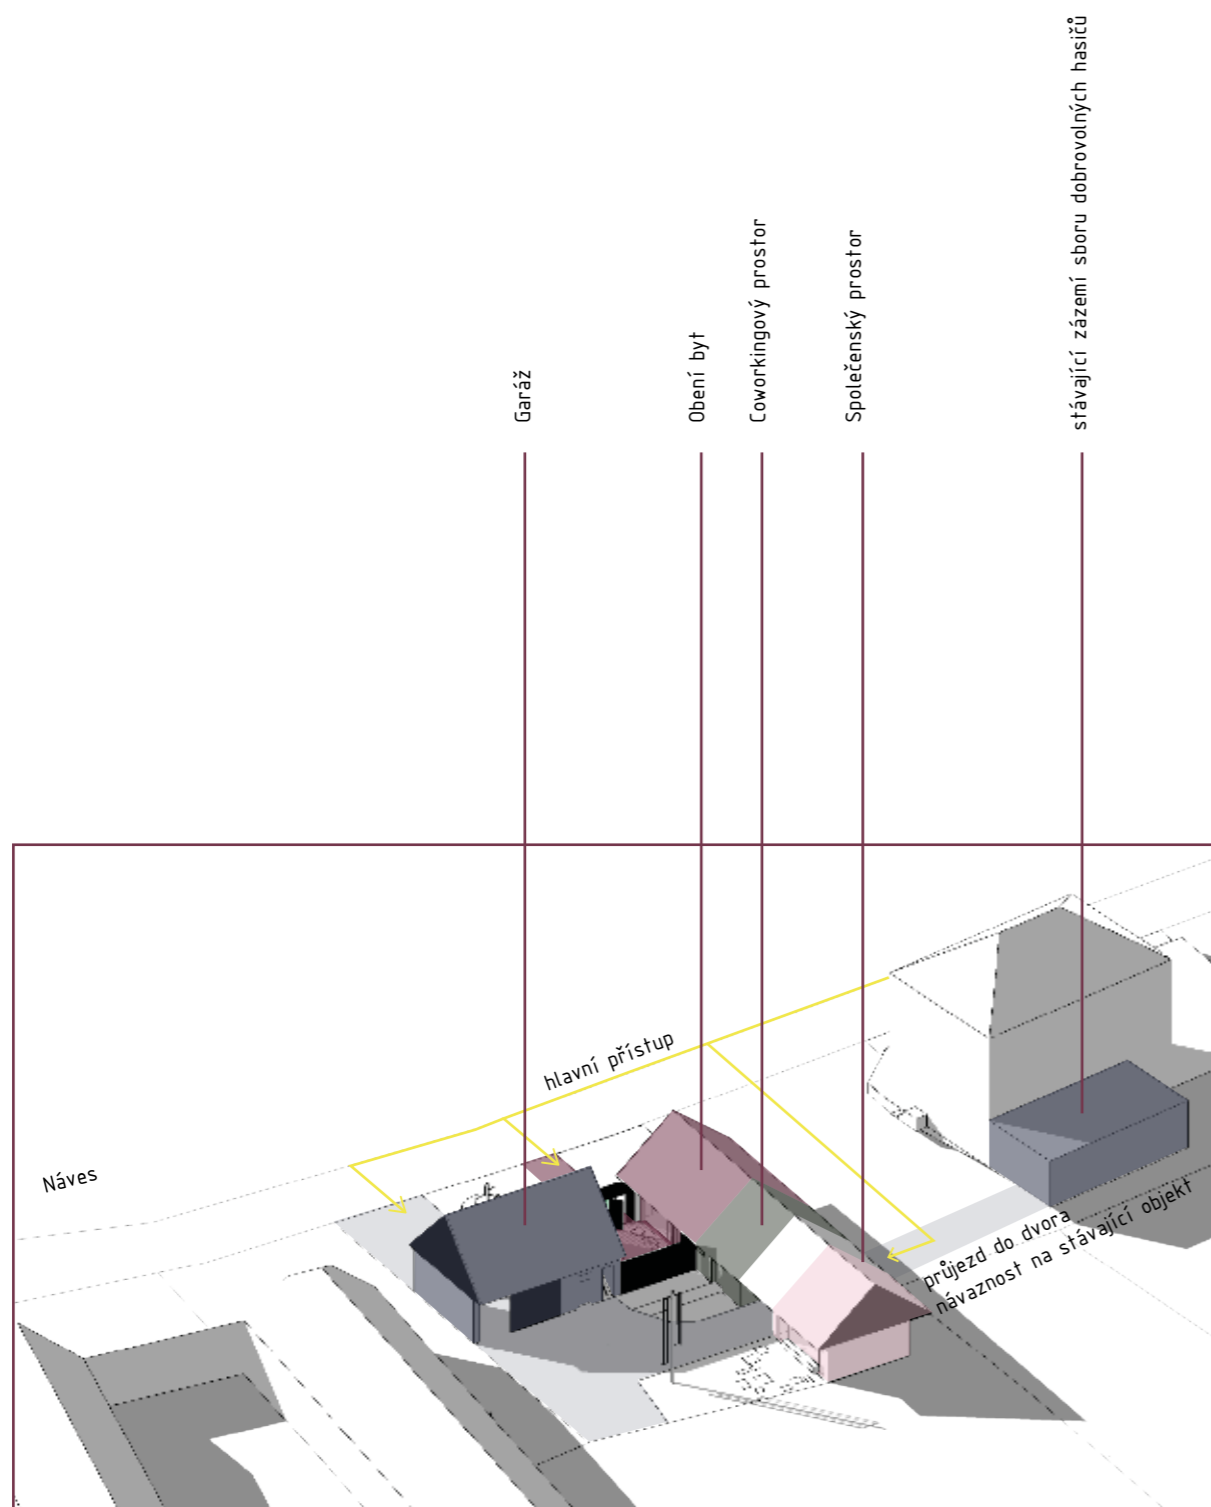 Garáž
Obení byt
Coworkingový prostor
Společenský prostor
stávající zázemí sboru dobrovolných hasičů
hlavní přístup
Náves
průjezd do dvora
návaznost na stávající objekt